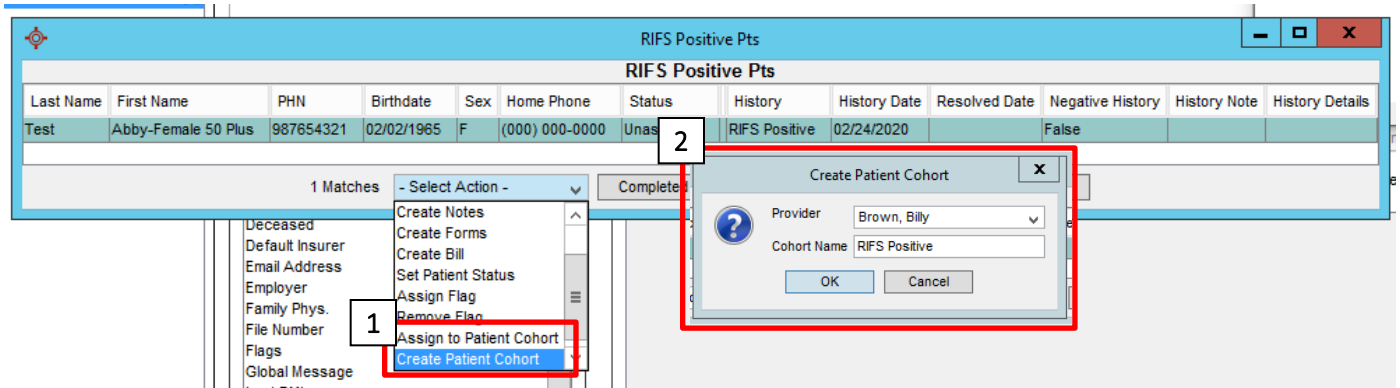 RIFS Positive Pts
x
RIFS Positive Pts
Last Name First Name PHN Birthdate Sex Home Phone Status History History Date Resolved Date Negative History History Note History Details
Test Abby-Female 50 Plus 987654321 02/02/1965 F (000) 000-0000 Unas RIFS Positive 02/24/2020 False
2
1 Matches - Select Action - Completed
Create Notes
Create Forms
Create Bill
Set Patient Status
Assign Flag
Remove Flag
Assign to Patient Cohort
Create Patient Cohort
1
Create Patient Cohort x
Provider Brown, Billy
Cohort Name RIFS Positive
OK Cancel
Deceased
Default Insurer
Email Address
Employer
Family Phys.
File Number
Flags
Global Message